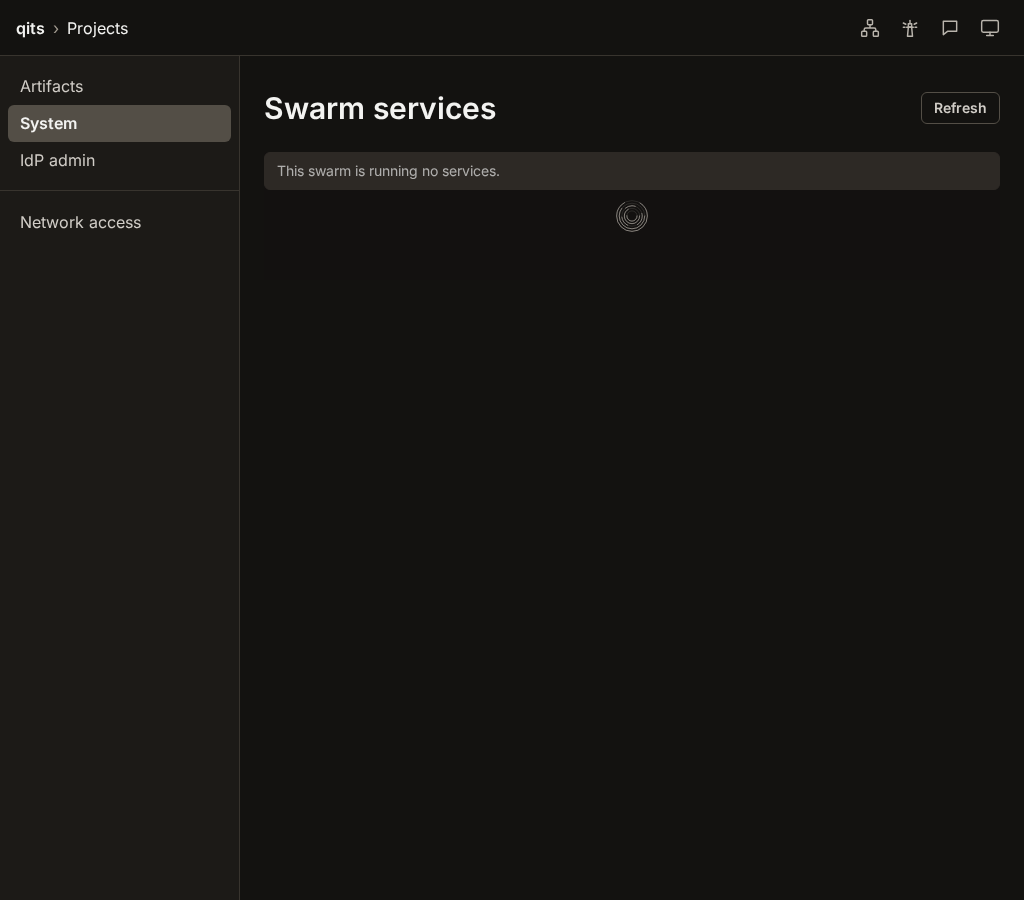 qits › Projects
Artifacts
System
IdP admin
Network access
Swarm services
Refresh
This swarm is running no services.